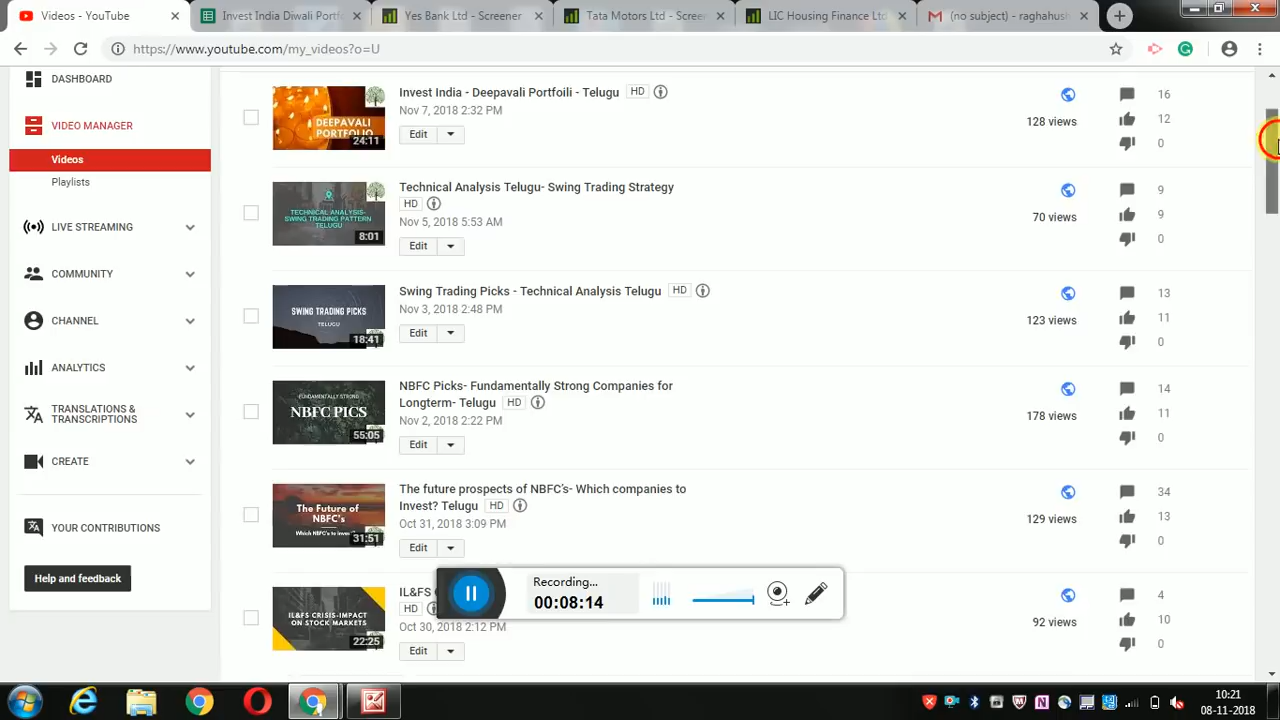 Videos - YouTube
Invest India Diwali Portfo
Yes Bank Ltd - Screener
Tata Motors Ltd - Screen
LIC Housing Finance Ltd
(no subject) - raghahush
https://www.youtube.com/my_videos?o=U
DASHBOARD
VIDEO MANAGER
Videos
Playlists
LIVE STREAMING
COMMUNITY
CHANNEL
ANALYTICS
TRANSLATIONS &
TRANSCRIPTIONS
CREATE
YOUR CONTRIBUTIONS
Help and feedback
DEEPAVALI
PORTFOLIO
24:11
Invest India - Deepavali Portfoili - Telugu HD
Nov 7, 2018 2:32 PM
Edit
128 views
16
12
0
TECHNICAL ANALYSIS-
SWING TRADING PATTERN
TELUGU
8:01
Technical Analysis Telugu- Swing Trading Strategy
HD
Nov 5, 2018 5:53 AM
Edit
70 views
9
9
0
SWING TRADING PICKS
TELUGU
18:41
Swing Trading Picks - Technical Analysis Telugu HD
Nov 3, 2018 2:48 PM
Edit
123 views
13
11
0
FUNDAMENTALLY STRONG
NBFC PICS
55:05
NBFC Picks- Fundamentally Strong Companies for
Longterm- Telugu HD
Nov 2, 2018 2:22 PM
Edit
178 views
14
11
0
The Future of
NBFC's
Which NBFC's to inves
31:51
The future prospects of NBFC's- Which companies to
Invest? Telugu HD
Oct 31, 2018 3:09 PM
Edit
129 views
34
13
0
IL&FS CRISIS-IMPACT
ON STOCK MARKETS
22:25
IL&FS
HD
Oct 30, 2018 2:12 PM
Edit
92 views
4
10
0
Recording...
00:08:14
10:21
08-11-2018